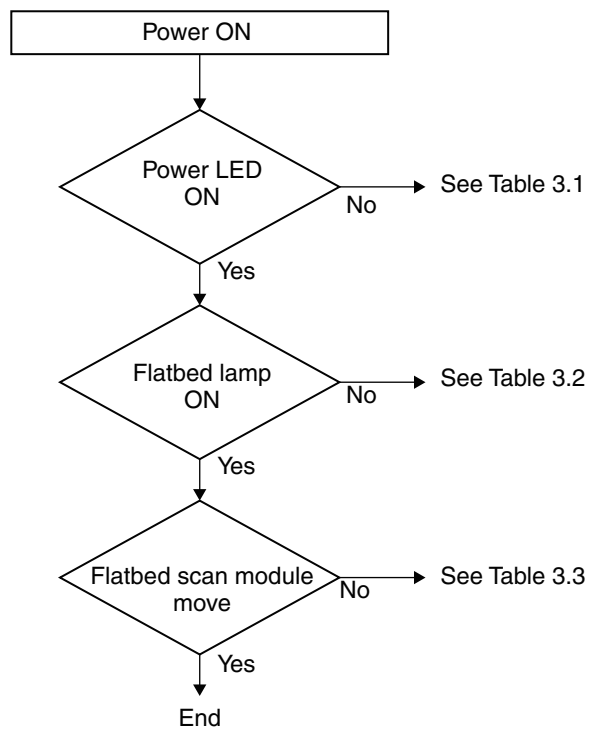 Power ON
Power LED
ON
No
See Table 3.1
Yes
Flatbed lamp
ON
No
See Table 3.2
Yes
Flatbed scan module
move
No
See Table 3.3
Yes
End